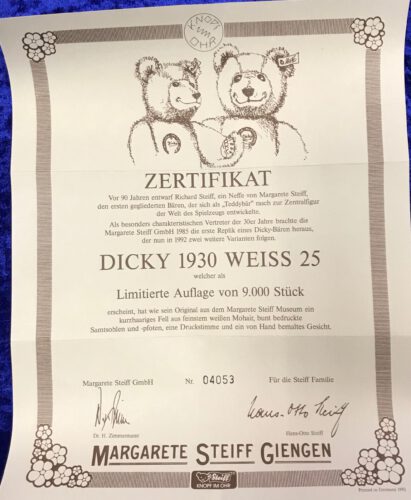 KNOPF
IM
OHR
ZERTIFIKAT
Vor 90 Jahren entwarf Richard Steiff, ein Neffe von Margarete Steiff,
den ersten gegliederten Bären, der sich als „Teddybär" rasch zur Zentralfigur
der Welt des Spielzeugs entwickelte.
Als besonders charakteristischen Vertreter der 30er Jahre brachte die
Margarete Steiff GmbH 1985 die erste Replik eines Dicky-Bären heraus,
der nun in 1992 zwei weitere Varianten folgen.
DICKY 1930 WEISS 25
welcher als
Limitierte Auflage von 9.000 Stück
erscheint, hat wie sein Original aus dem Margarete Steiff Museum ein
kurzhaariges Fell aus feinstem weißen Mohair, bunt bedruckte
Samtsohlen und -pfoten, eine Druckstimme und ein von Hand bemaltes Gesicht.
Margarete Steiff GmbH Nr. 04053 Für die Steiff Familie
Hans-Otto Steiff
Dr. H. Zimmermann Hans-Otto Steiff
MARGARETE STEIFF GIENGEN
Steiff
KNOPF IM OHR
Printed in Germany